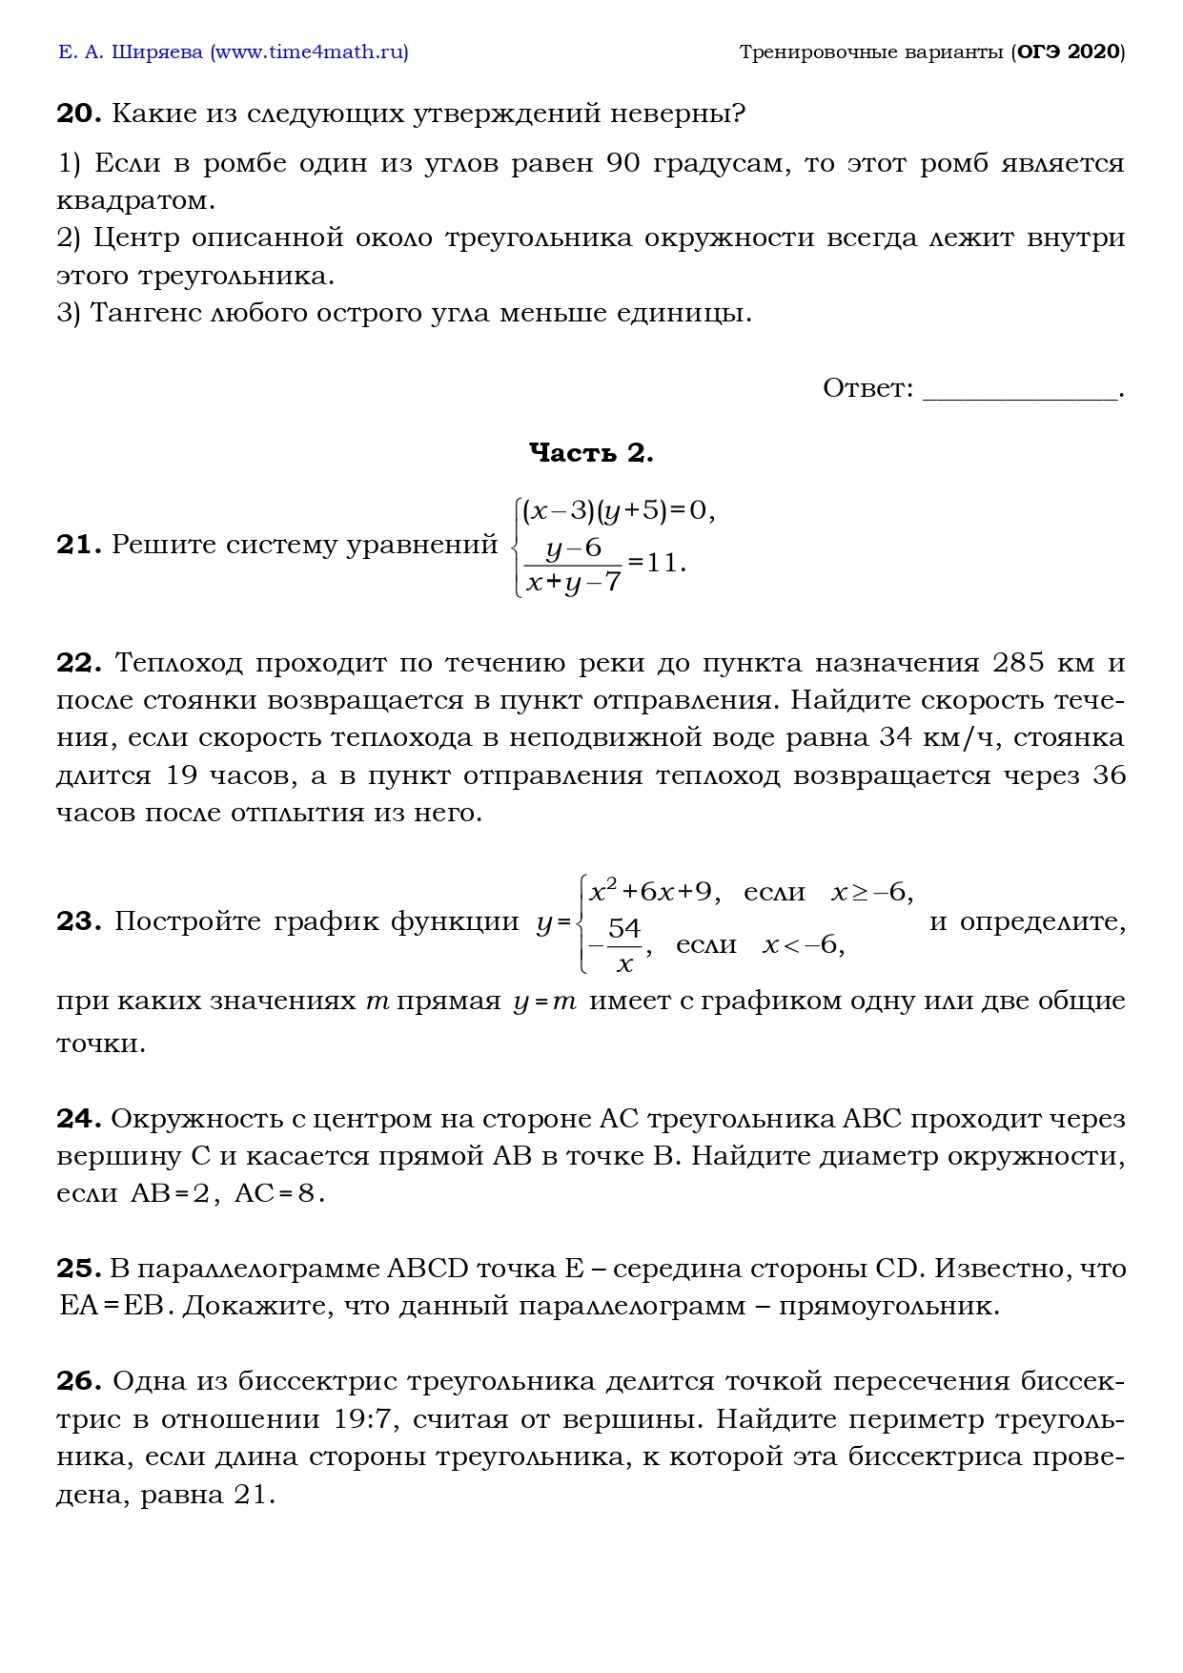 Е. А. Ширяева (www.time4math.ru) Тренировочные варианты (ОГЭ 2020)
20. Какие из следующих утверждений неверны?
1) Если в ромбе один из углов равен 90 градусам, то этот ромб является
квадратом.
2) Центр описанной около треугольника окружности всегда лежит внутри
этого треугольника.
3) Тангенс любого острого угла меньше единицы.
Ответ: ______________.
Часть 2.
21. Решите систему уравнений { (x–3)(y+5)=0,
(y–6)/(x+y–7)=11.
22. Теплоход проходит по течению реки до пункта назначения 285 км и
после стоянки возвращается в пункт отправления. Найдите скорость тече-
ния, если скорость теплохода в неподвижной воде равна 34 км/ч, стоянка
длится 19 часов, а в пункт отправления теплоход возвращается через 36
часов после отплытия из него.
23. Постройте график функции y={ x²+6x+9, если x≥–6,
–54/x, если x<–6, и определите,
при каких значениях m прямая y=m имеет с графиком одну или две общие
точки.
24. Окружность с центром на стороне AC треугольника ABC проходит через
вершину C и касается прямой AB в точке B. Найдите диаметр окружности,
если AB=2, AC=8.
25. В параллелограмме ABCD точка E – середина стороны CD. Известно, что
EA=EB. Докажите, что данный параллелограмм – прямоугольник.
26. Одна из биссектрис треугольника делится точкой пересечения биссек-
трис в отношении 19:7, считая от вершины. Найдите периметр треуголь-
ника, если длина стороны треугольника, к которой эта биссектриса прове-
дена, равна 21.